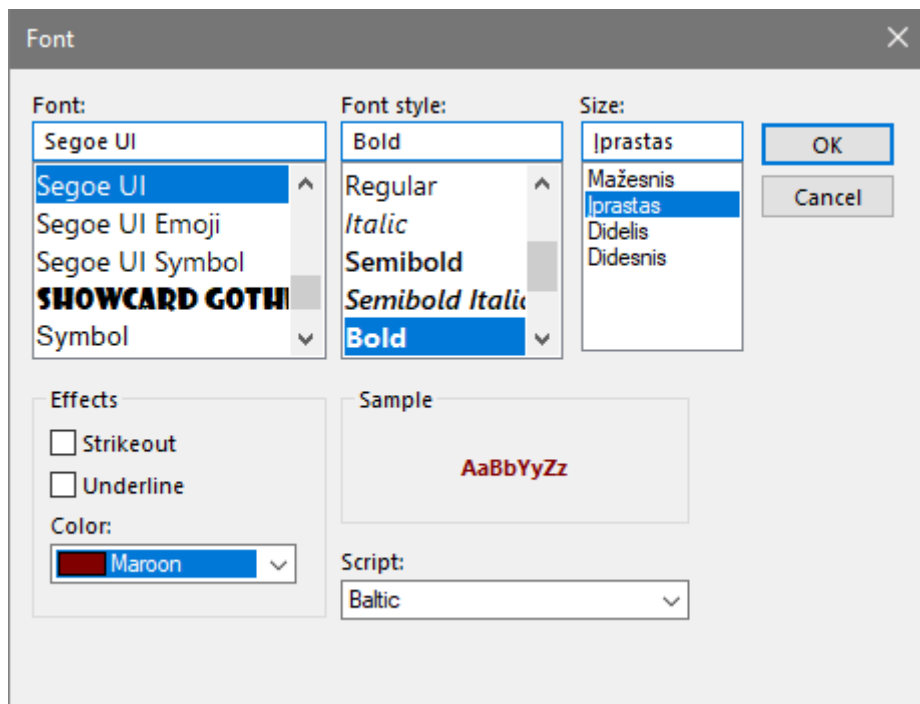 Font
Font:
Segoe UI
Segoe UI
Segoe UI Emoji
Segoe UI Symbol
SHOWCARD GOTH
Symbol
Font style:
Bold
Regular
Italic
Semibold
Semibold Italic
Bold
Size:
Įprastas
Mažesnis
Įprastas
Didelis
Didesnis
OK
Cancel
Effects
Strikeout
Underline
Color:
Maroon
Sample
AaBbYyZz
Script:
Baltic